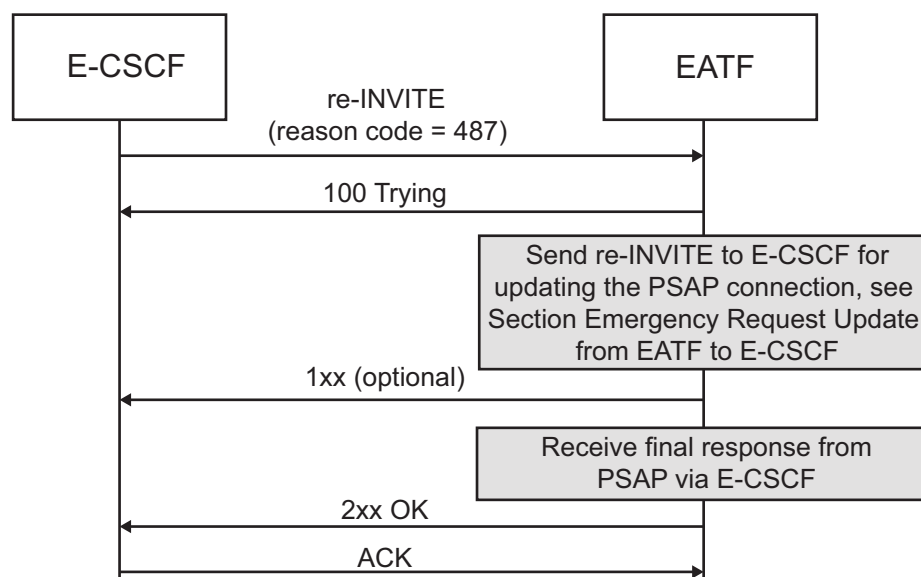 E-CSCF
EATF
re-INVITE
(reason code = 487)
100 Trying
Send re-INVITE to E-CSCF for
updating the PSAP connection, see
Section Emergency Request Update
from EATF to E-CSCF
1xx (optional)
Receive final response from
PSAP via E-CSCF
2xx OK
ACK